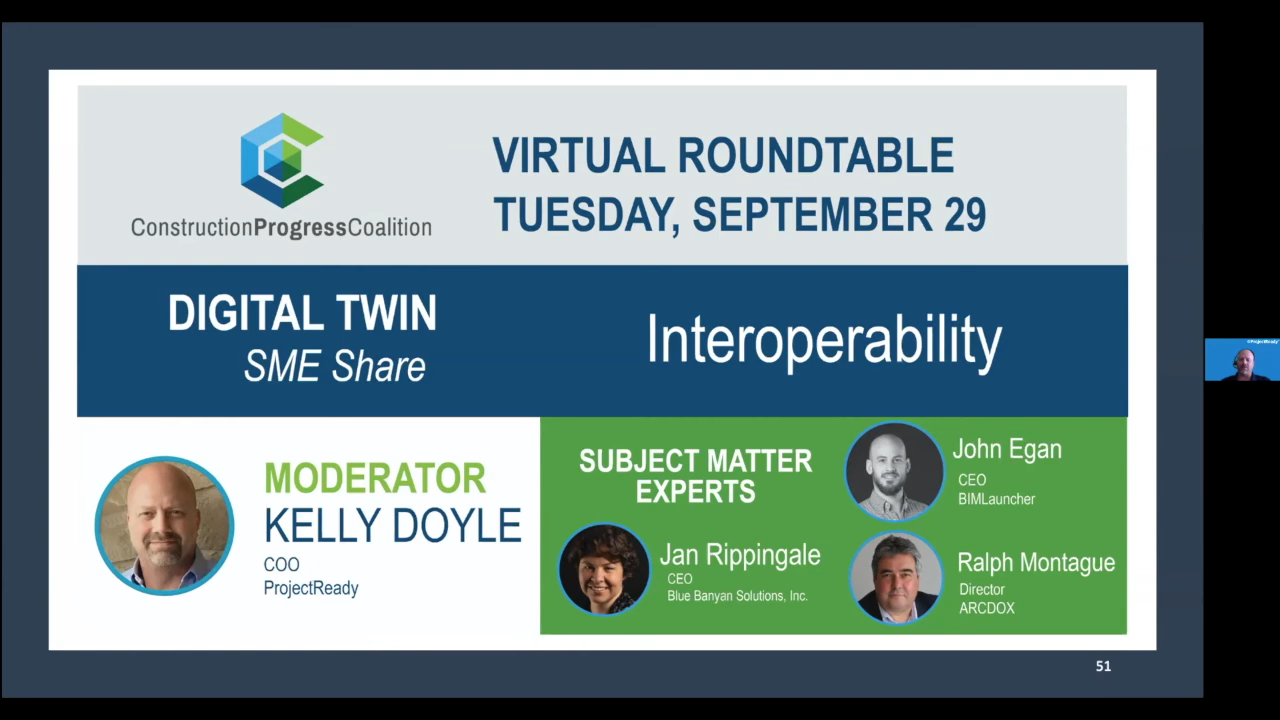 ConstructionProgressCoalition
VIRTUAL ROUNDTABLE
TUESDAY, SEPTEMBER 29
DIGITAL TWIN
SME Share
Interoperability
MODERATOR
KELLY DOYLE
COO
ProjectReady
SUBJECT MATTER
EXPERTS
John Egan
CEO
BIMLauncher
Jan Rippingale
CEO
Blue Banyan Solutions, Inc.
Ralph Montague
Director
ARCDOX
51
ProjectReady